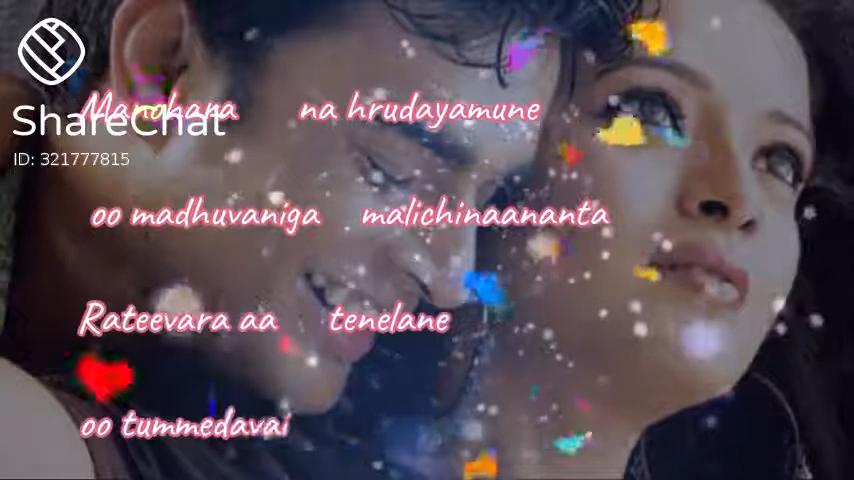 Manohara na hrudayamune
ShareChat
ID: 321777815
oo madhuvaniga malichinaananta
Rateevara aa tenelane
oo tummedavai